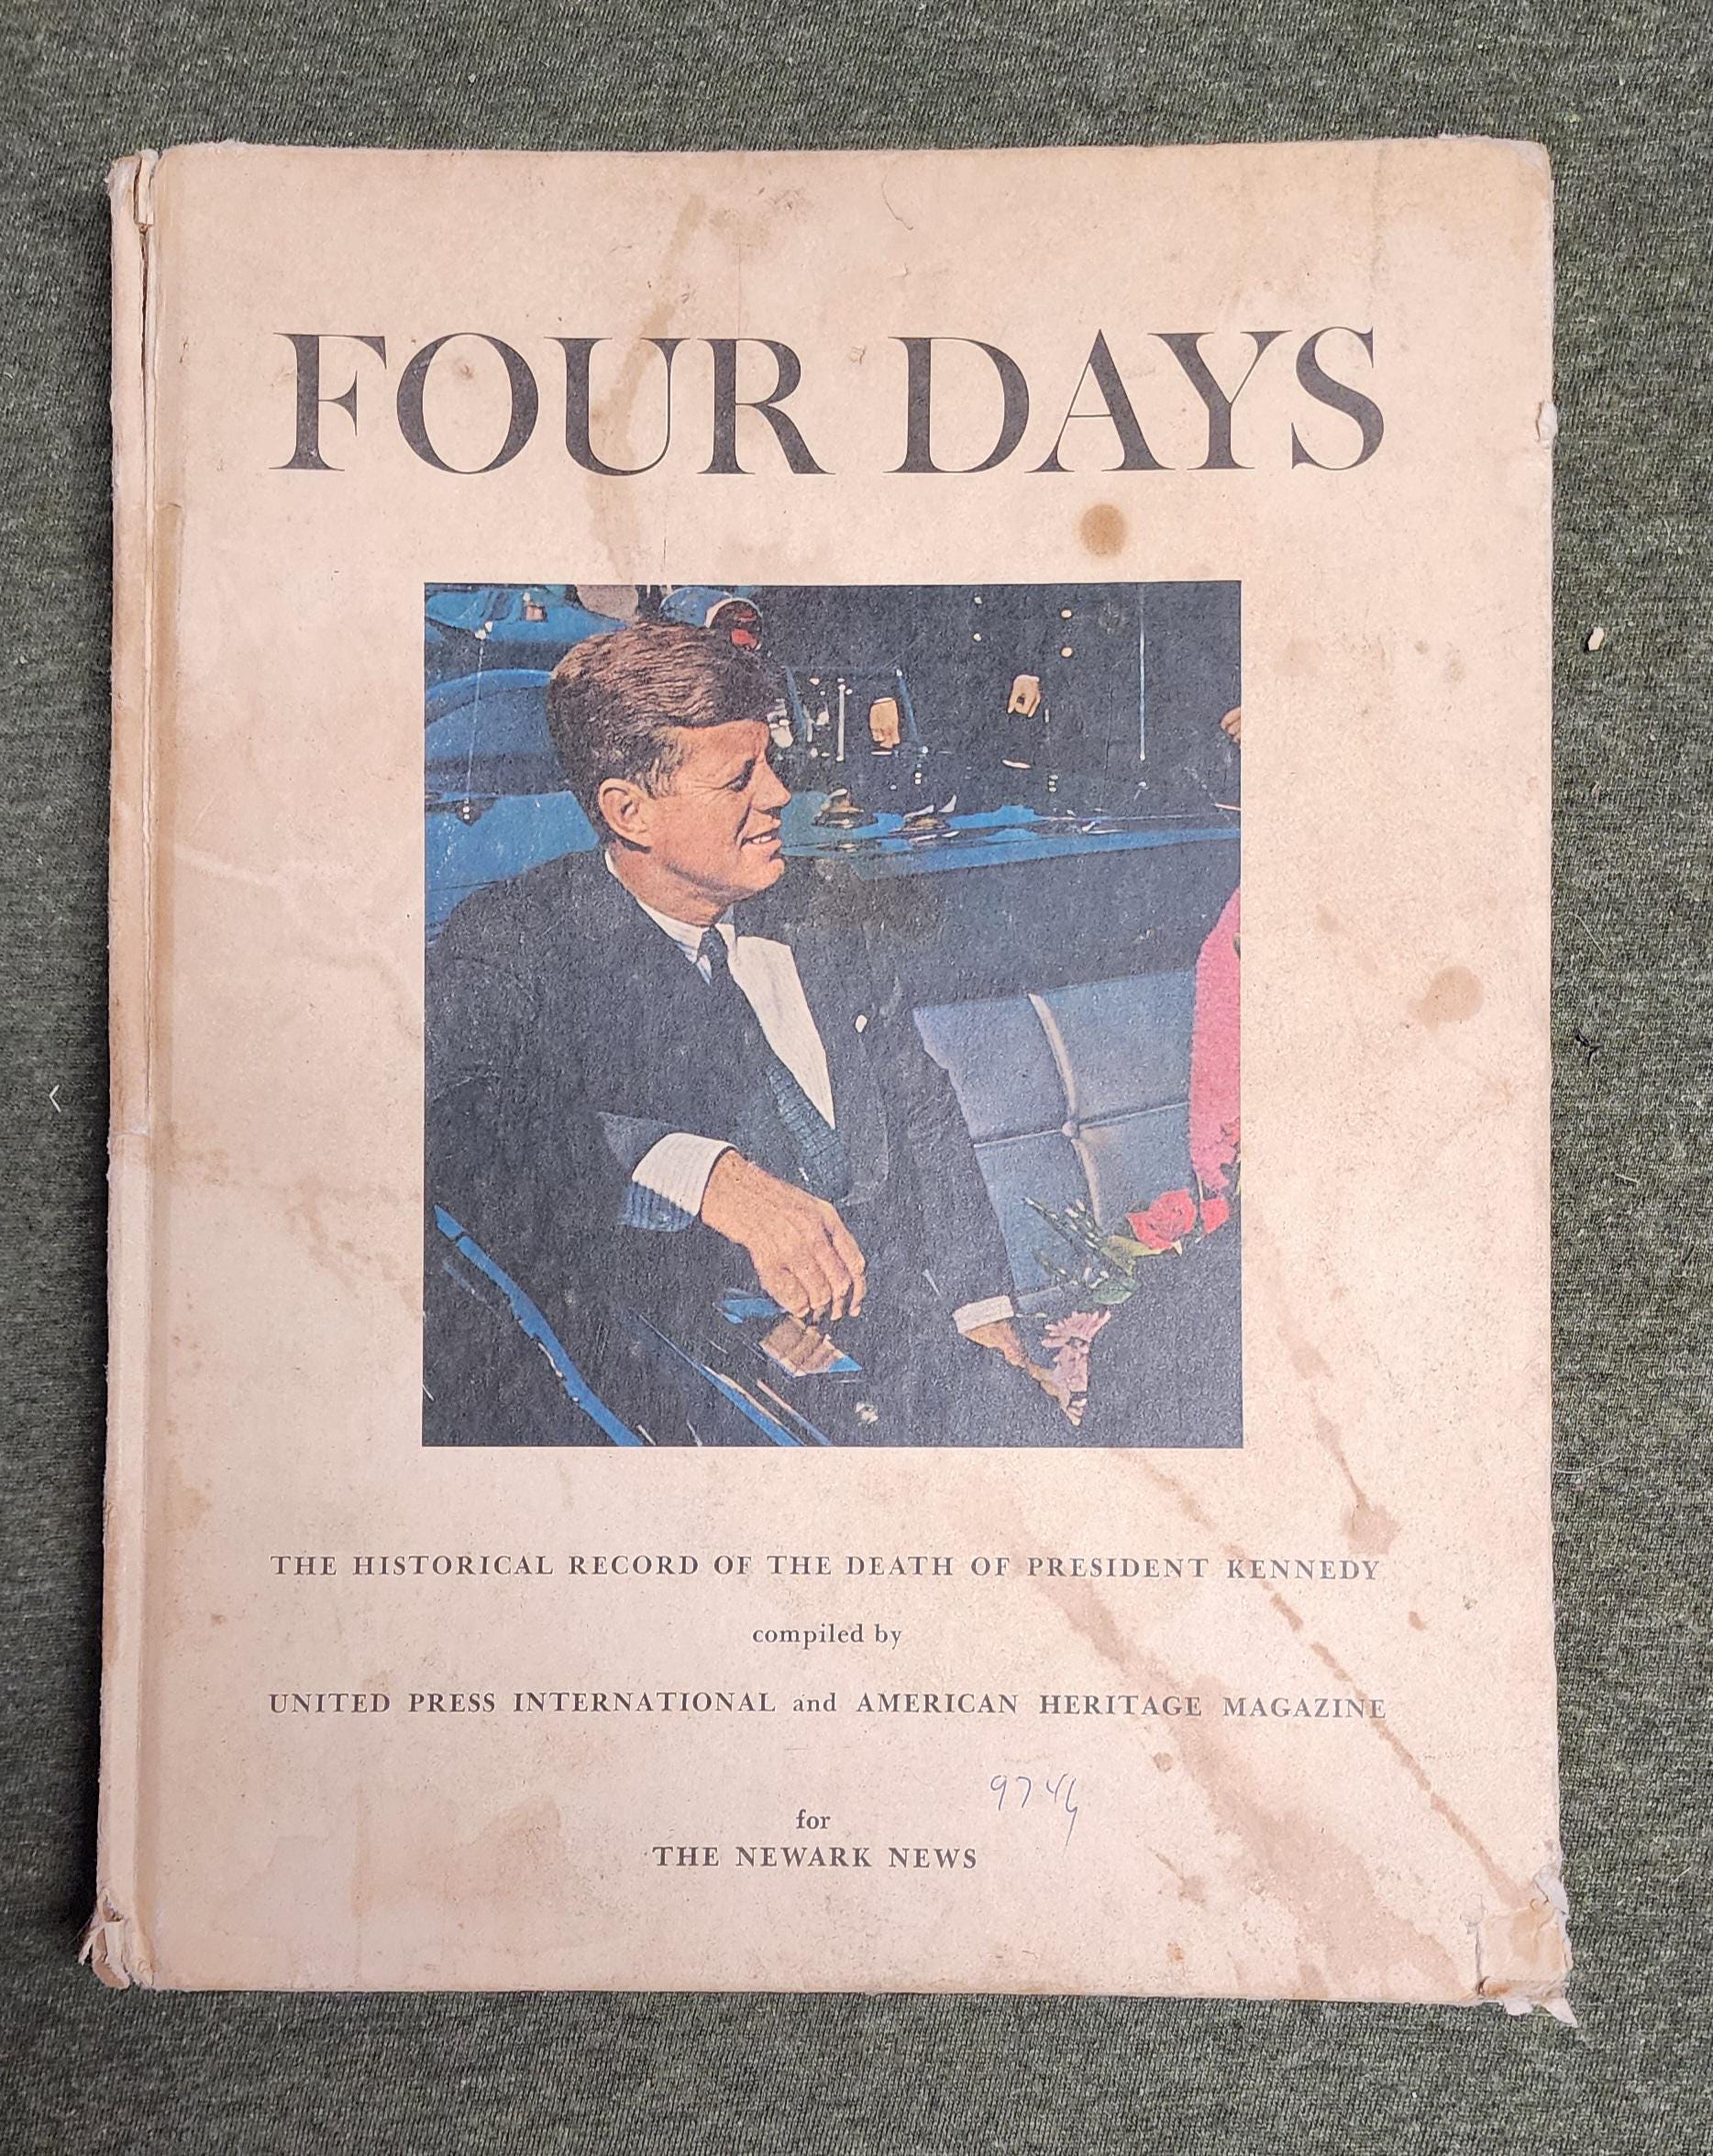 FOUR DAYS
THE HISTORICAL RECORD OF THE DEATH OF PRESIDENT KENNEDY
compiled by
UNITED PRESS INTERNATIONAL and AMERICAN HERITAGE MAGAZINE
for
THE NEWARK NEWS